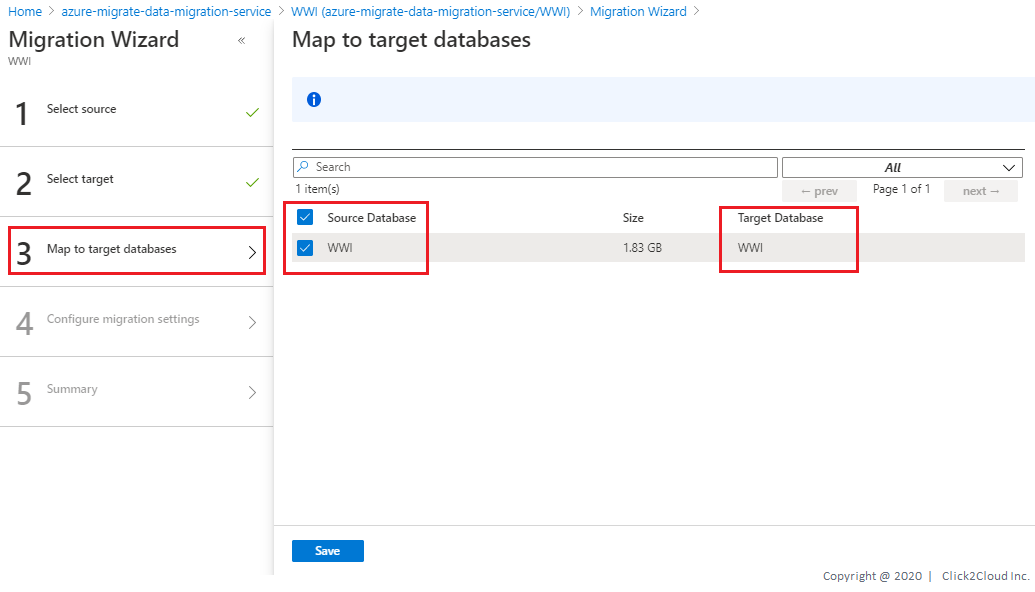 Home > azure-migrate-data-migration-service > WWI (azure-migrate-data-migration-service/WWI) > Migration Wizard >
Migration Wizard «
WWI
1 Select source
2 Select target
3 Map to target databases
4 Configure migration settings
5 Summary
Map to target databases
Search
All
1 item(s)
← prev Page 1 of 1 next →
Source Database Size Target Database
WWI 1.83 GB WWI
Save
Copyright @ 2020 | Click2Cloud Inc.